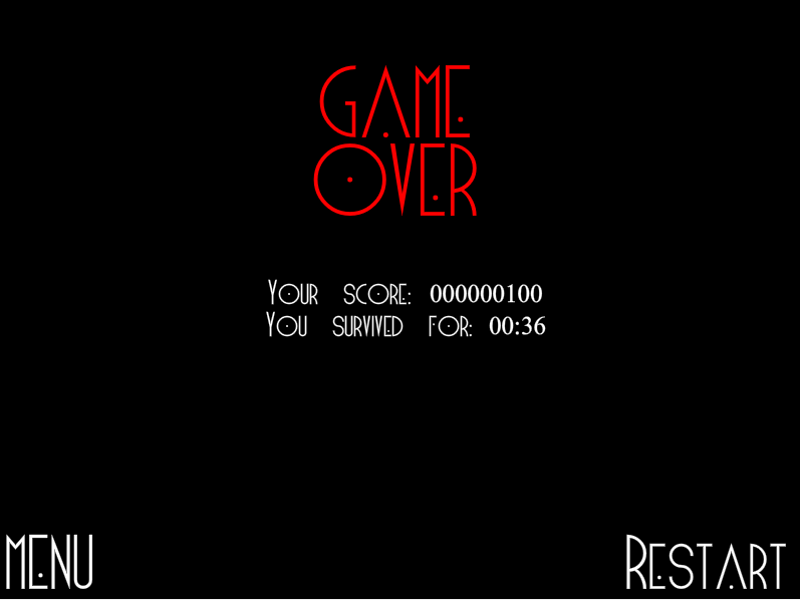 GAME
OVER
YOUR SCORE: 000000100
YOU SURVIVED FOR: 00:36
MENU
RESTART